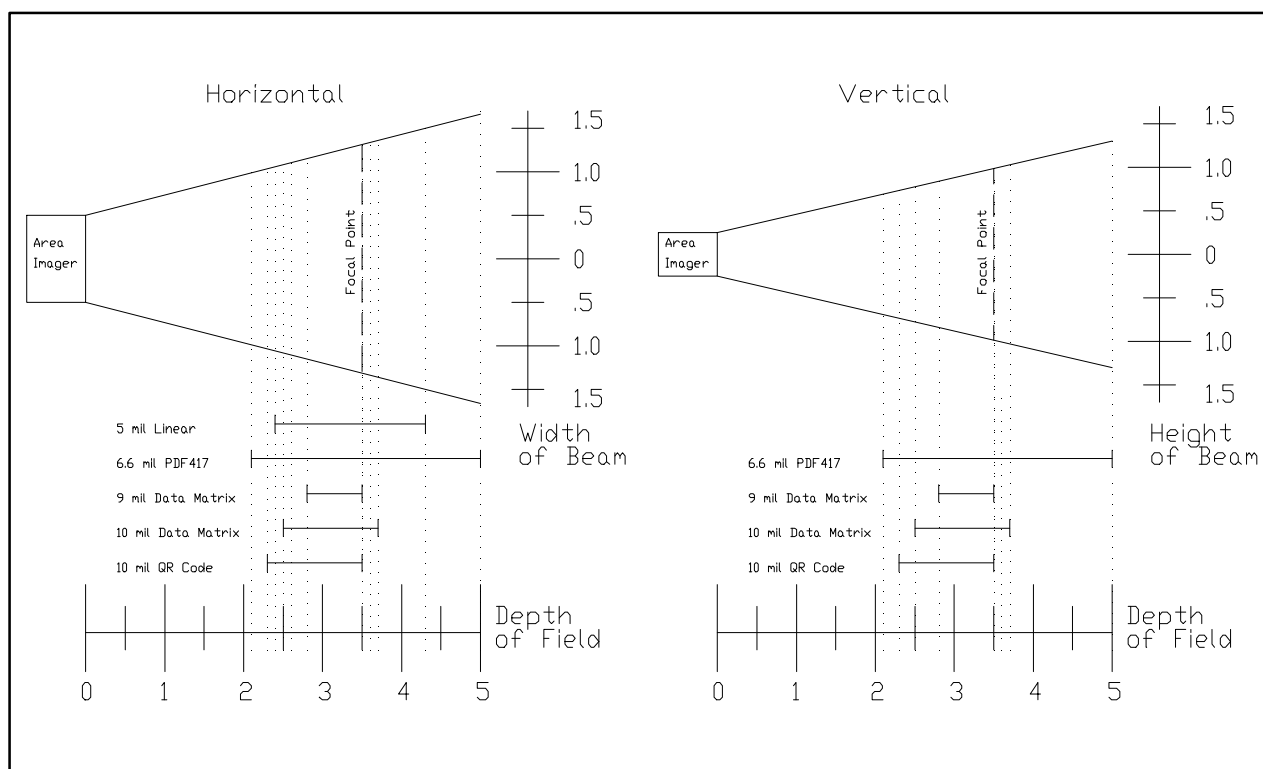 Horizontal
Area
Imager
Focal Point
1.5
1.0
.5
0
.5
1.0
1.5
Width
of Beam
5 mil Linear
6.6 mil PDF417
9 mil Data Matrix
10 mil Data Matrix
10 mil QR Code
Depth
of Field
0 1 2 3 4 5
Vertical
Area
Imager
Focal Point
1.5
1.0
.5
0
.5
1.0
1.5
Height
of Beam
6.6 mil PDF417
9 mil Data Matrix
10 mil Data Matrix
10 mil QR Code
Depth
of Field
0 1 2 3 4 5